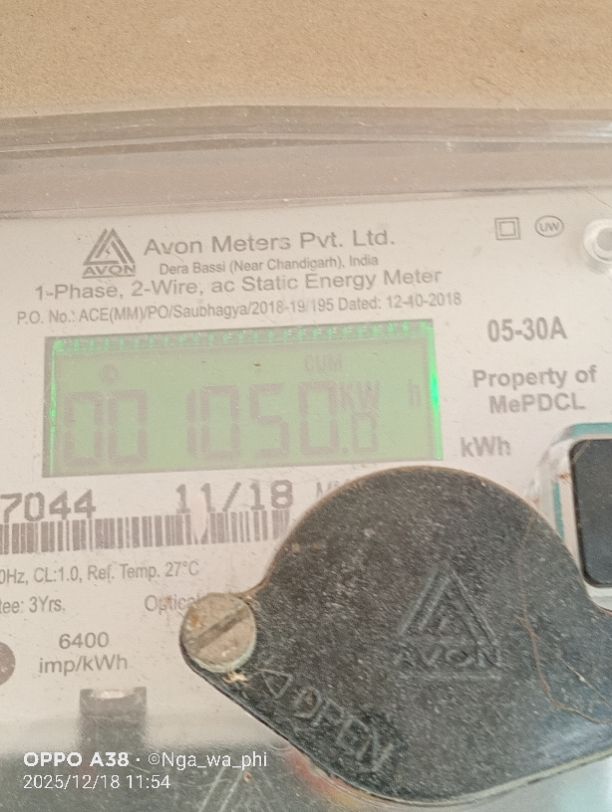 AVON
Avon Meters Pvt. Ltd.
Dera Bassi (Near Chandigarh), India
1-Phase, 2-Wire, ac Static Energy Meter
P.O. No.: ACE(MM)/PO/Saubhagya/2018-19/195 Dated: 12-40-2018
UW
05-30A
Property of
MePDCL
CUM
001050.0 KW h
kWh
7044 11/18
0Hz, CL:1.0, Ref. Temp. 27°C
tee: 3Yrs.
6400
imp/kWh
AVON
OPEN
OPPO A38 · ©Nga_wa_phi
2025/12/18 11:54